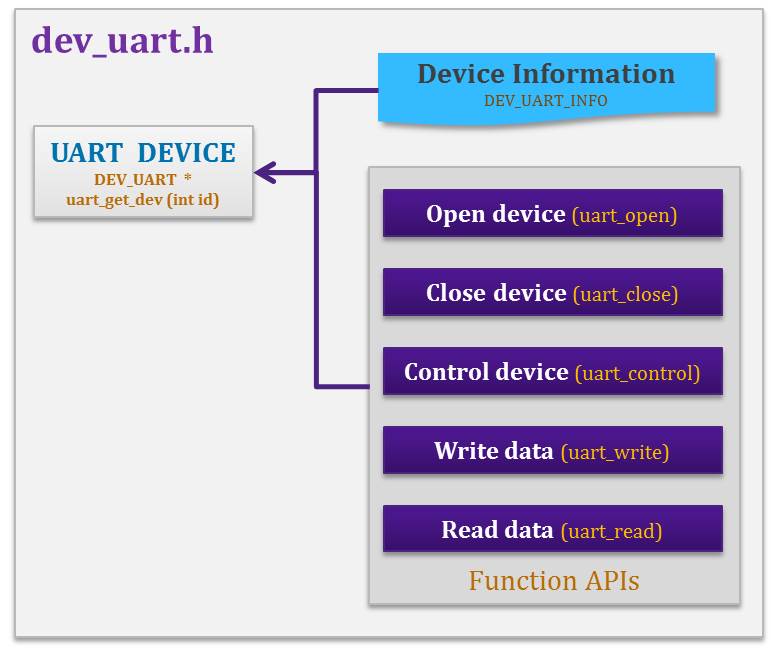 dev_uart.h
Device Information
DEV_UART_INFO
UART DEVICE
DEV_UART *
uart_get_dev (int id)
Open device (uart_open)
Close device (uart_close)
Control device (uart_control)
Write data (uart_write)
Read data (uart_read)
Function APIs